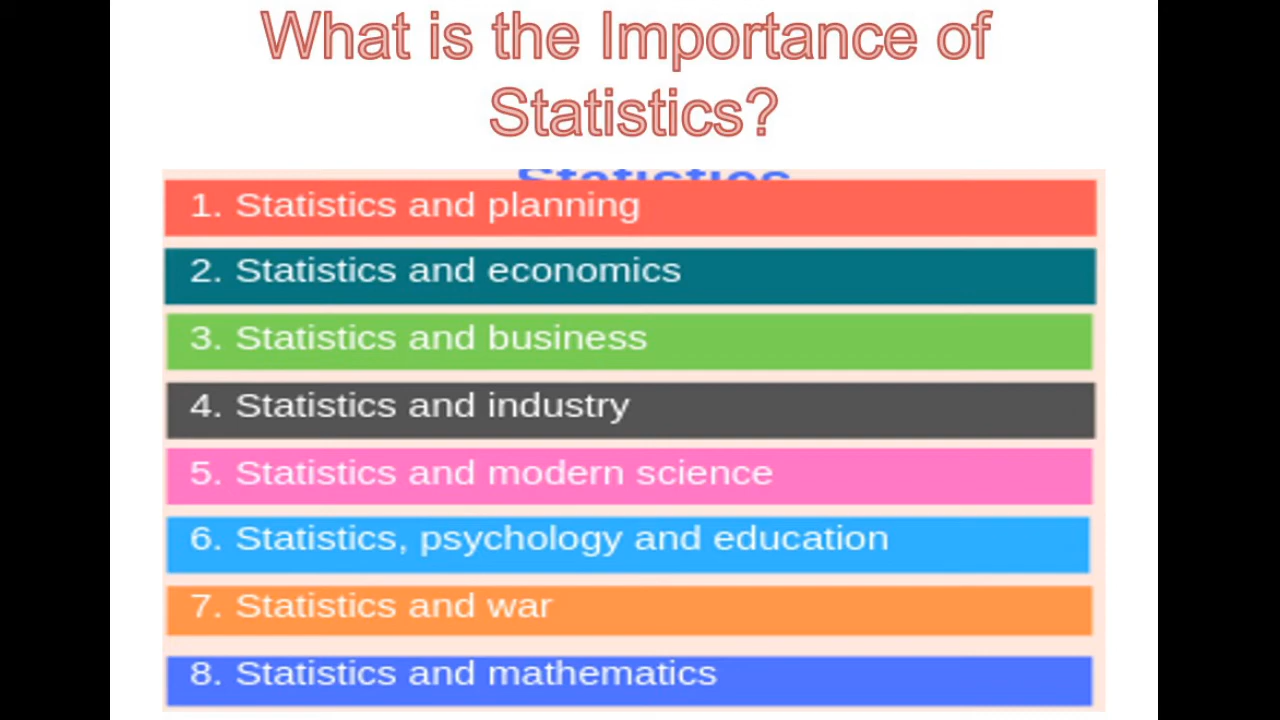 What is the Importance of
Statistics?
Statistics
1. Statistics and planning
2. Statistics and economics
3. Statistics and business
4. Statistics and industry
5. Statistics and modern science
6. Statistics, psychology and education
7. Statistics and war
8. Statistics and mathematics